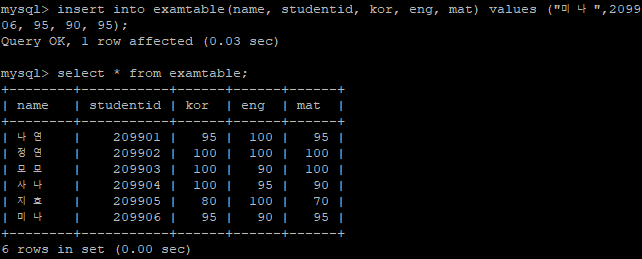 mysql> insert into examtable(name, studentid, kor, eng, mat) values ("미나",2099
06, 95, 90, 95);
Query OK, 1 row affected (0.03 sec)
mysql> select * from examtable;
+--------+-----------+------+------+------+
| name   | studentid | kor  | eng  | mat  |
+--------+-----------+------+------+------+
| 나연   |    209901 |   95 |  100 |   95 |
| 정연   |    209902 |  100 |  100 |  100 |
| 모모   |    209903 |  100 |   90 |  100 |
| 사나   |    209904 |  100 |   95 |   90 |
| 지효   |    209905 |   80 |  100 |   70 |
| 미나   |    209906 |   95 |   90 |   95 |
+--------+-----------+------+------+------+
6 rows in set (0.00 sec)